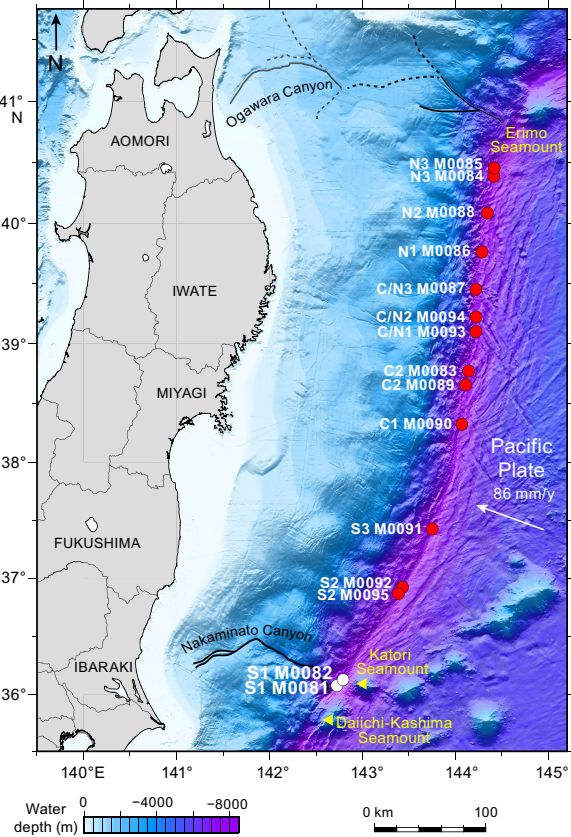 N
41°
N
Ogawara Canyon
AOMORI
Erimo
Seamount
N3 M0085
N3 M0084
N2 M0088
40°
N1 M0086
C/N3 M0087
IWATE
C/N2 M0094
C/N1 M0093
39°
C2 M0083
C2 M0089
MIYAGI
C1 M0090
Pacific
Plate
86 mm/y
38°
S3 M0091
FUKUSHIMA
37°
S2 M0092
S2 M0095
Nakaminato Canyon
IBARAKI
Katori
Seamount
S1 M0082
S1 M0081
36°
Daiichi-Kashima
Seamount
140°E 141° 142° 143° 144° 145°
Water
depth (m)
0 −4000 −8000
0 km 100